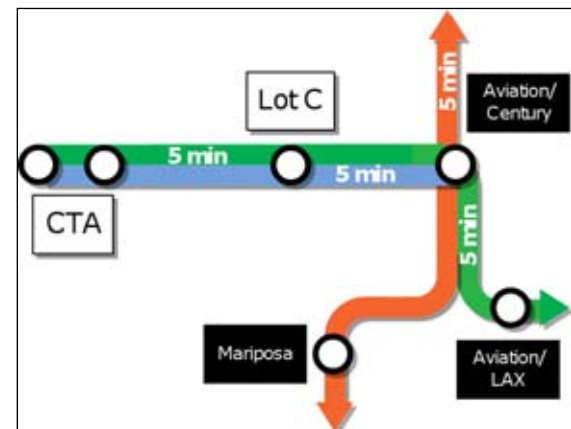 5 min
Aviation/
Century
Lot C
5 min
5 min
CTA
5 min
Mariposa
Aviation/
LAX